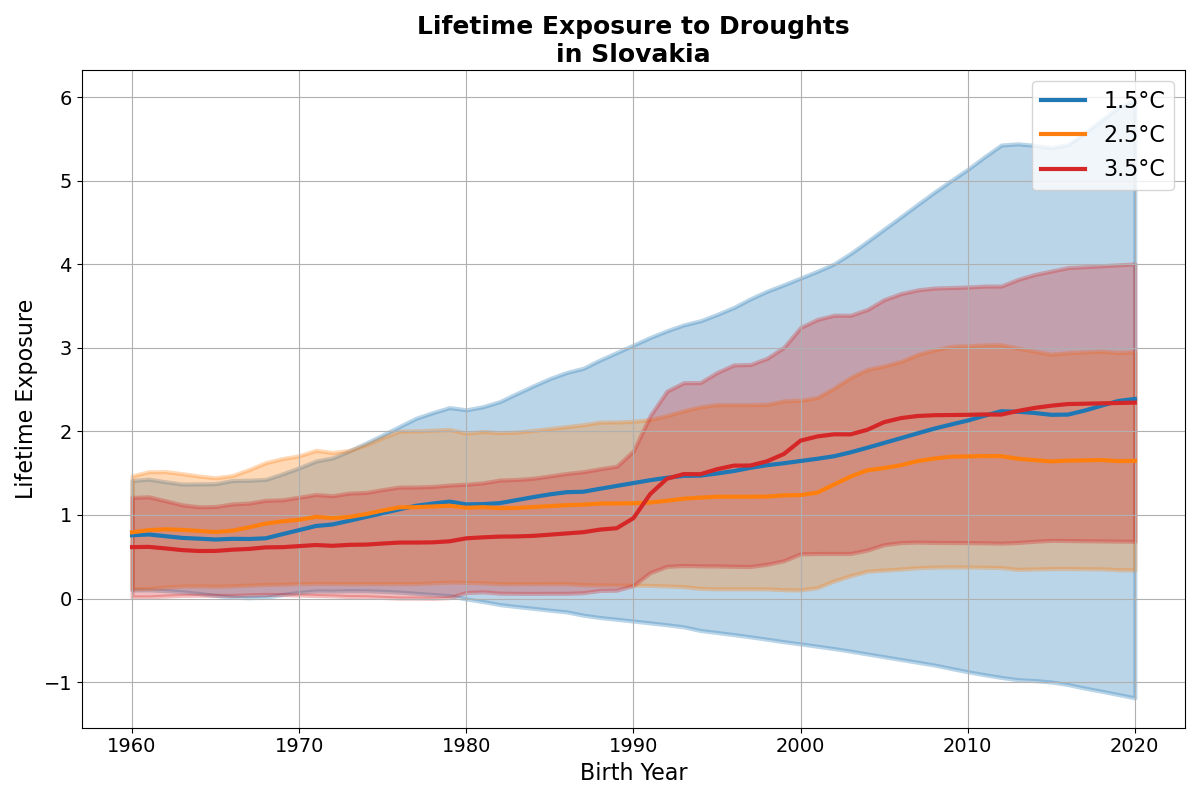 Lifetime Exposure to Droughts
in Slovakia
Lifetime Exposure
6
5
4
3
2
1
0
−1
1.5°C
2.5°C
3.5°C
1960 1970 1980 1990 2000 2010 2020
Birth Year